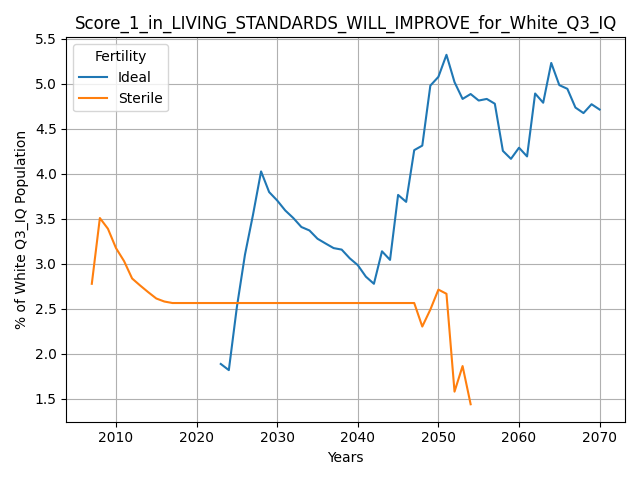 Score_1_in_LIVING_STANDARDS_WILL_IMPROVE_for_White_Q3_IQ
Fertility
Ideal
Sterile
% of White Q3_IQ Population
5.5
5.0
4.5
4.0
3.5
3.0
2.5
2.0
1.5
2010 2020 2030 2040 2050 2060 2070
Years